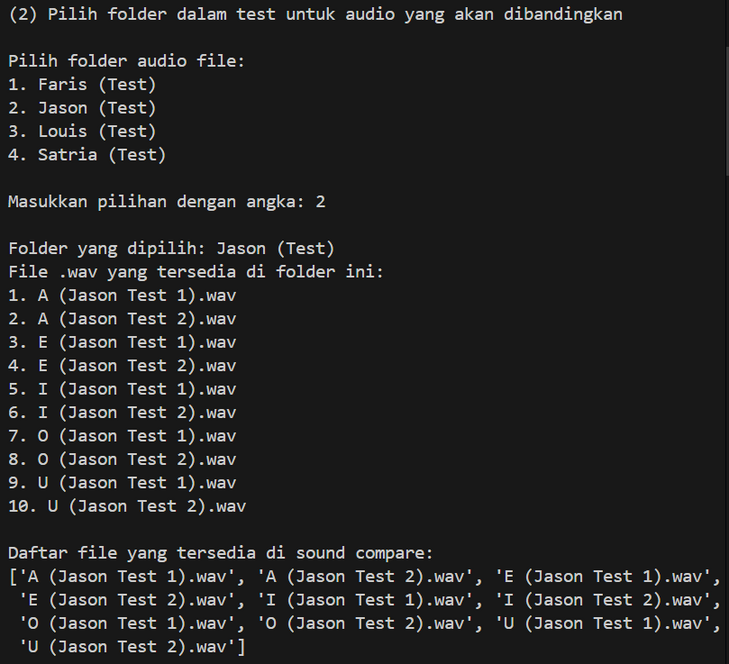 (2) Pilih folder dalam test untuk audio yang akan dibandingkan
Pilih folder audio file:
1. Faris (Test)
2. Jason (Test)
3. Louis (Test)
4. Satria (Test)
Masukkan pilihan dengan angka: 2
Folder yang dipilih: Jason (Test)
File .wav yang tersedia di folder ini:
1. A (Jason Test 1).wav
2. A (Jason Test 2).wav
3. E (Jason Test 1).wav
4. E (Jason Test 2).wav
5. I (Jason Test 1).wav
6. I (Jason Test 2).wav
7. O (Jason Test 1).wav
8. O (Jason Test 2).wav
9. U (Jason Test 1).wav
10. U (Jason Test 2).wav
Daftar file yang tersedia di sound compare:
['A (Jason Test 1).wav', 'A (Jason Test 2).wav', 'E (Jason Test 1).wav',
'E (Jason Test 2).wav', 'I (Jason Test 1).wav', 'I (Jason Test 2).wav',
'O (Jason Test 1).wav', 'O (Jason Test 2).wav', 'U (Jason Test 1).wav',
'U (Jason Test 2).wav']